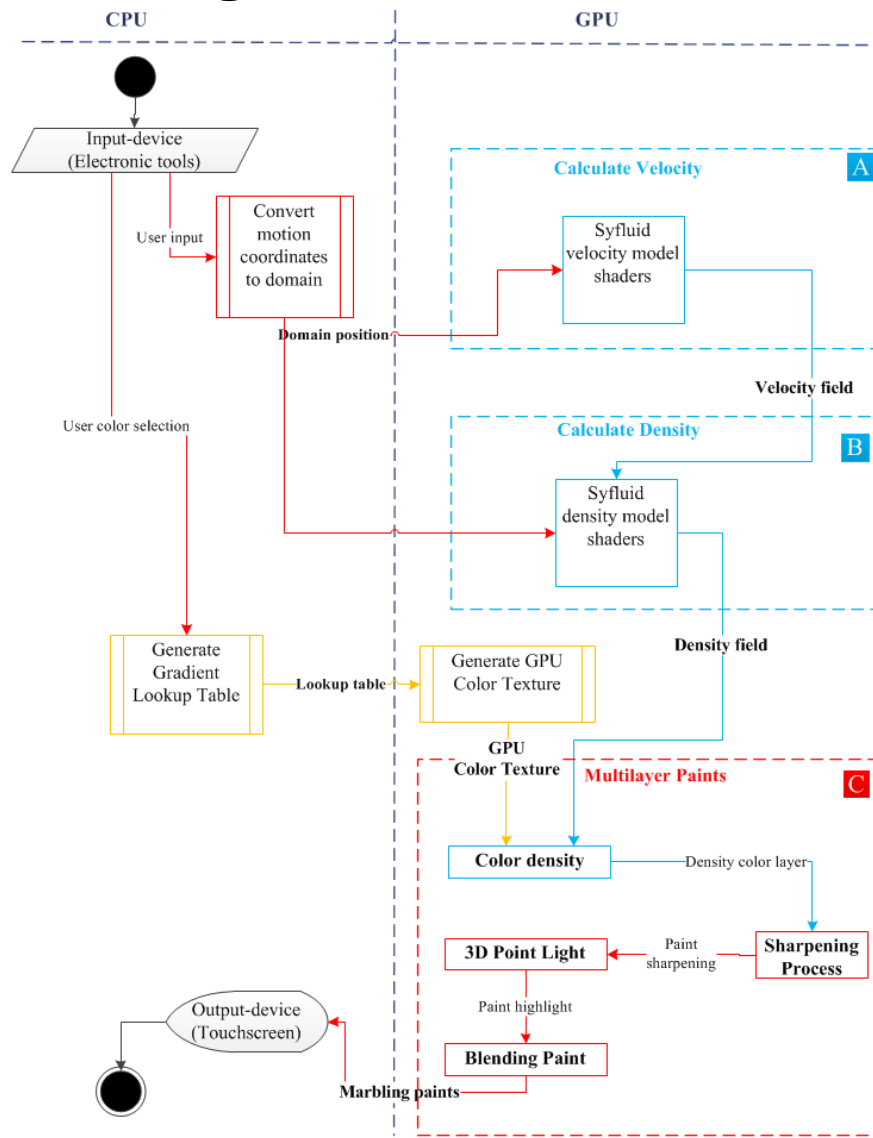 CPU
GPU
Input-device
(Electronic tools)
Calculate Velocity
A
User input
Convert
motion
coordinates
to domain
Syfluid
velocity model
shaders
Domain position
Velocity field
User color selection
Calculate Density
B
Syfluid
density model
shaders
Generate
Gradient
Lookup Table
Lookup table
Generate GPU
Color Texture
Density field
GPU
Color Texture
Multilayer Paints
C
Color density
Density color layer
3D Point Light
Paint
sharpening
Sharpening
Process
Paint highlight
Output-device
(Touchscreen)
Blending Paint
Marbling paints